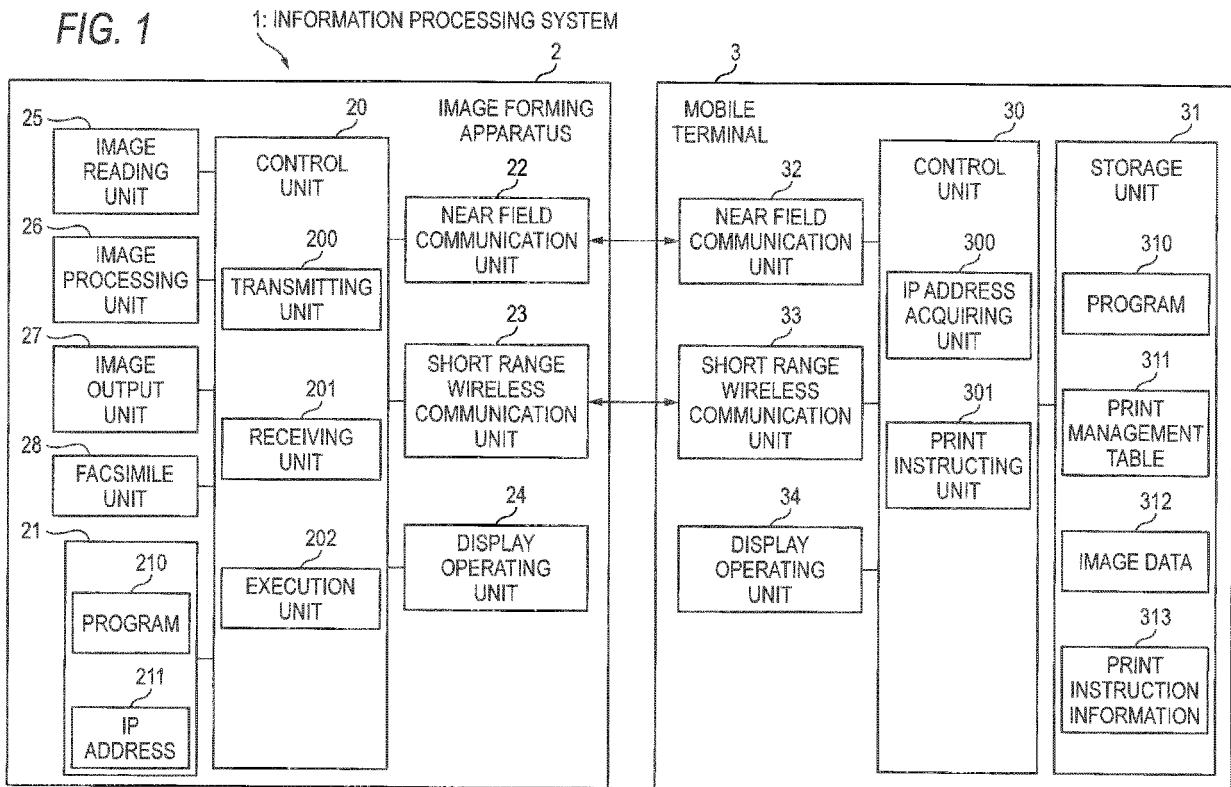 FIG. 1
1: INFORMATION PROCESSING SYSTEM
2
IMAGE FORMING
APPARATUS
25
IMAGE
READING
UNIT
26
IMAGE
PROCESSING
UNIT
27
IMAGE
OUTPUT
UNIT
28
FACSIMILE
UNIT
21
210
PROGRAM
211
IP
ADDRESS
20
CONTROL
UNIT
200
TRANSMITTING
UNIT
201
RECEIVING
UNIT
202
EXECUTION
UNIT
22
NEAR FIELD
COMMUNICATION
UNIT
23
SHORT RANGE
WIRELESS
COMMUNICATION
UNIT
24
DISPLAY
OPERATING
UNIT
3
MOBILE
TERMINAL
32
NEAR FIELD
COMMUNICATION
UNIT
33
SHORT RANGE
WIRELESS
COMMUNICATION
UNIT
34
DISPLAY
OPERATING
UNIT
30
CONTROL
UNIT
300
IP ADDRESS
ACQUIRING
UNIT
301
PRINT
INSTRUCTING
UNIT
31
STORAGE
UNIT
310
PROGRAM
311
PRINT
MANAGEMENT
TABLE
312
IMAGE DATA
313
PRINT
INSTRUCTION
INFORMATION